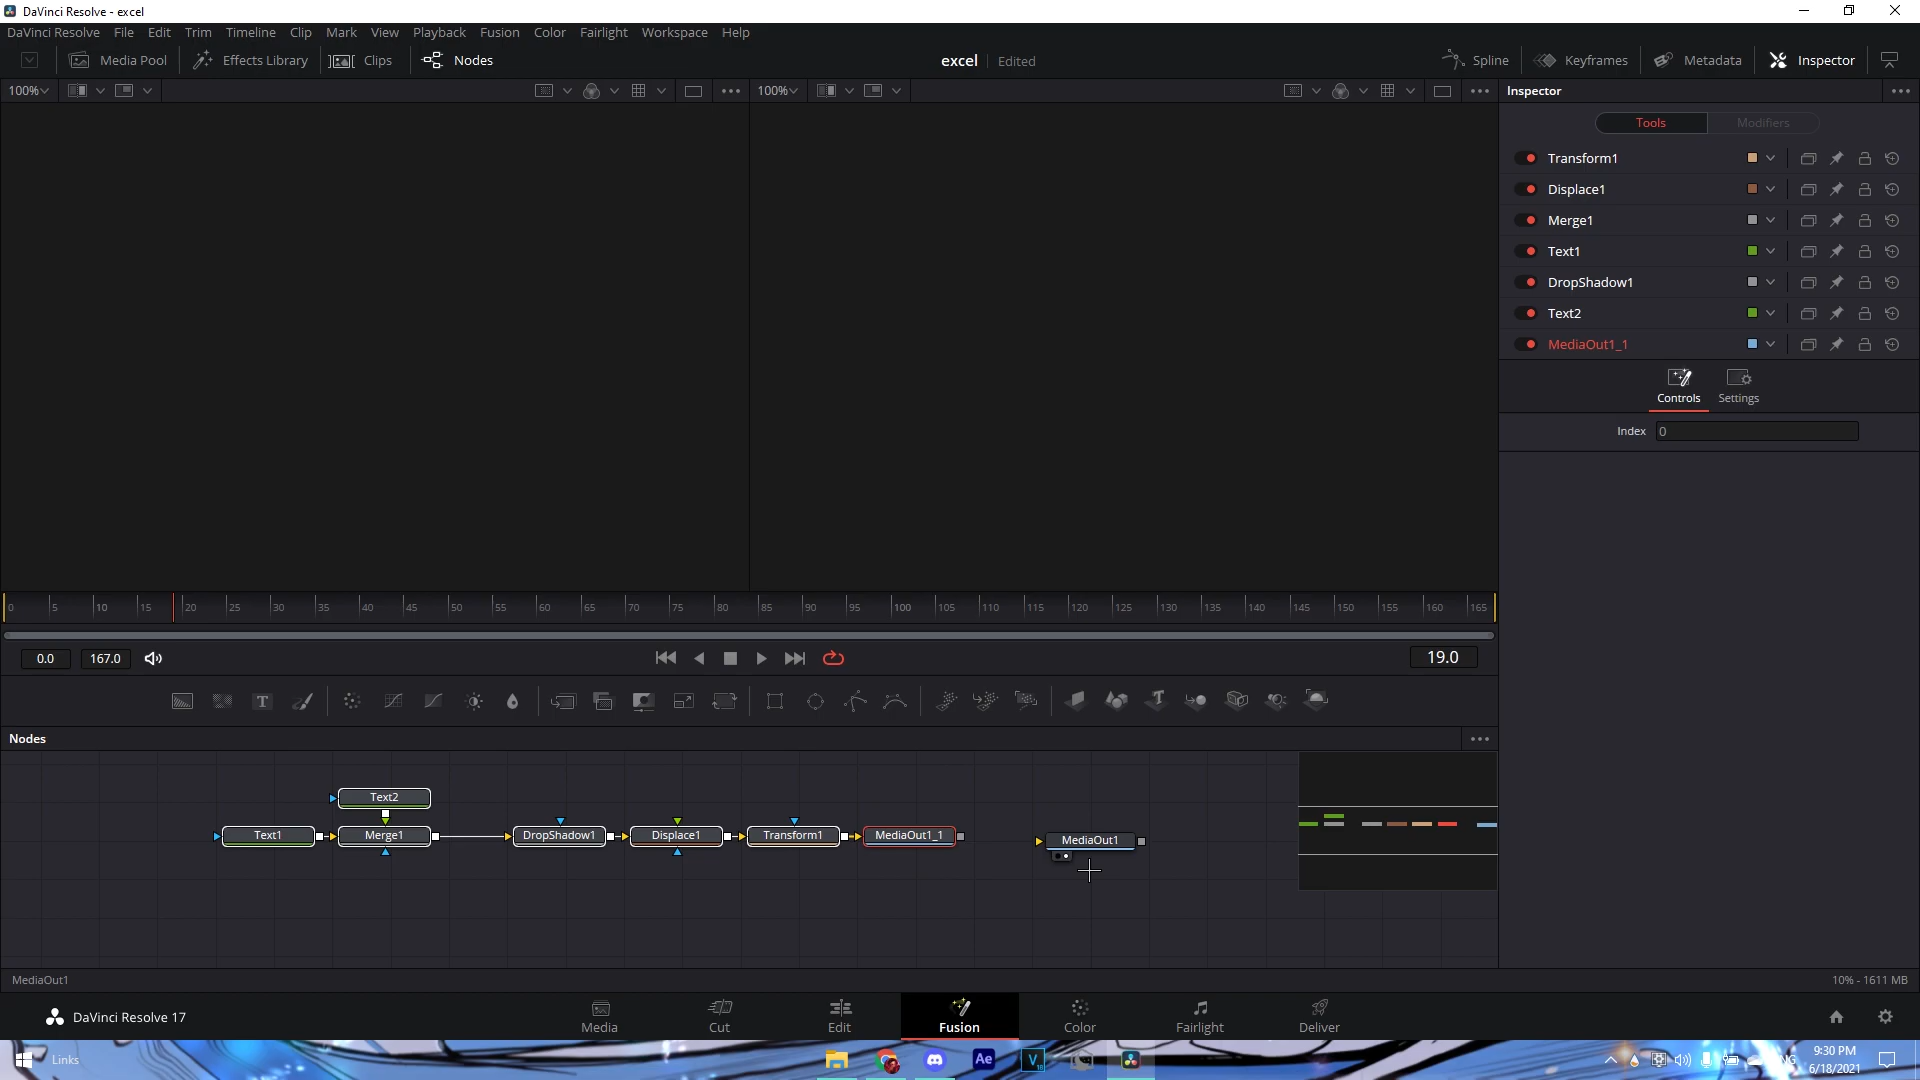 DaVinci Resolve - excel
DaVinci Resolve File Edit Trim Timeline Clip Mark View Playback Fusion Color Fairlight Workspace Help
Media Pool Effects Library Clips Nodes excel Edited Spline Keyframes Metadata Inspector
100% 100% Inspector
Tools Modifiers
Transform1
Displace1
Merge1
Text1
DropShadow1
Text2
MediaOut1_1
Controls Settings
Index 0
0 5 10 15 20 25 30 35 40 45 50 55 60 65 70 75 80 85 90 95 100 105 110 115 120 125 130 135 140 145 150 155 160 165
0.0 167.0 19.0
Nodes
Text2
Text1 Merge1 DropShadow1 Displace1 Transform1 MediaOut1_1 MediaOut1
MediaOut1 10% - 1611 MB
DaVinci Resolve 17 Media Cut Edit Fusion Color Fairlight Deliver
Links Ae 9:30 PM
6/18/2021